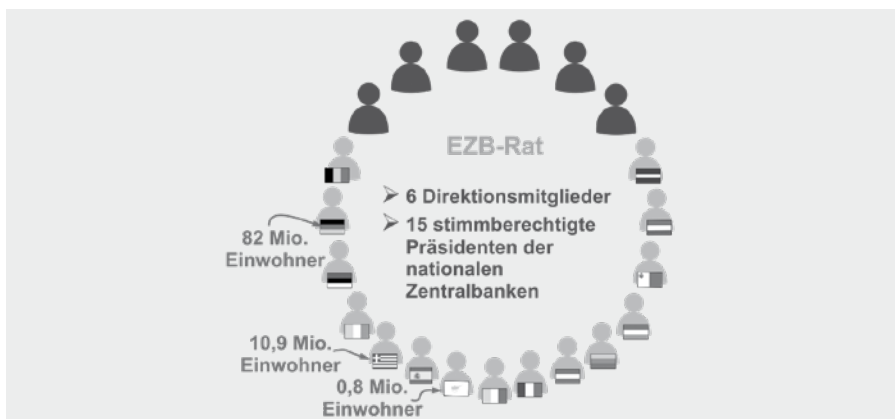 EZB-Rat
➢ 6 Direktionsmitglieder
➢ 15 stimmberechtigte
Präsidenten der
nationalen
Zentralbanken
82 Mio.
Einwohner
10,9 Mio.
Einwohner
0,8 Mio.
Einwohner